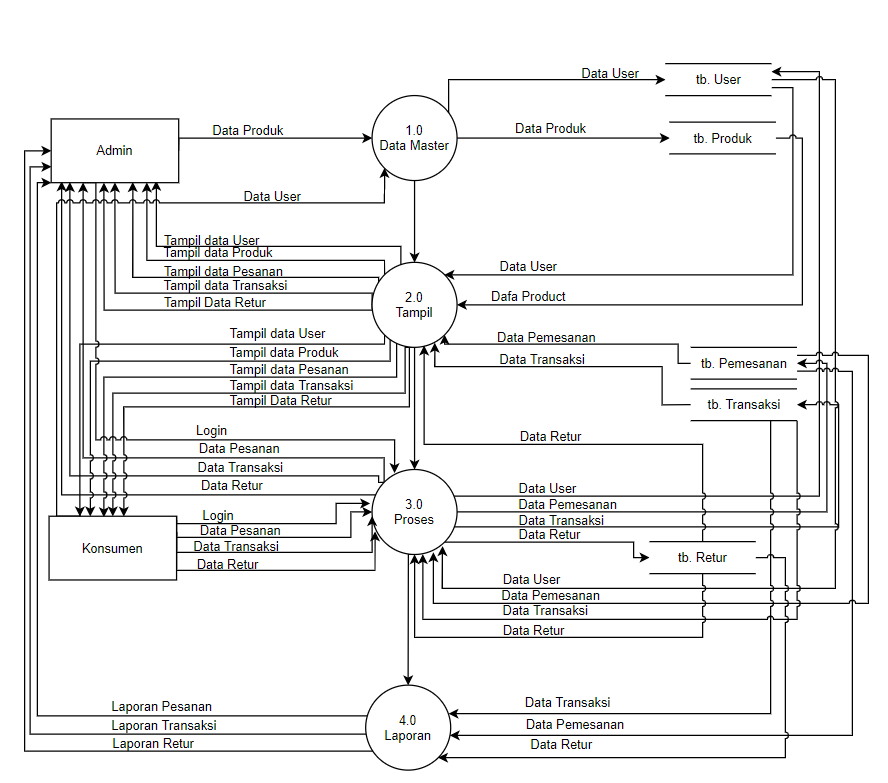 Data User
tb. User
Admin
Data Produk
1.0
Data Master
Data Produk
tb. Produk
Data User
Tampil data User
Tampil data Produk
Tampil data Pesanan
Tampil data Transaksi
Tampil Data Retur
2.0
Tampil
Data User
Dafa Product
Tampil data User
Tampil data Produk
Tampil data Pesanan
Tampil data Transaksi
Tampil Data Retur
Data Pemesanan
Data Transaksi
tb. Pemesanan
tb. Transaksi
Login
Data Pesanan
Data Transaksi
Data Retur
Data Retur
3.0
Proses
Data User
Data Pemesanan
Data Transaksi
Data Retur
Konsumen
Login
Data Pesanan
Data Transaksi
Data Retur
tb. Retur
Data User
Data Pemesanan
Data Transaksi
Data Retur
Laporan Pesanan
Laporan Transaksi
Laporan Retur
4.0
Laporan
Data Transaksi
Data Pemesanan
Data Retur